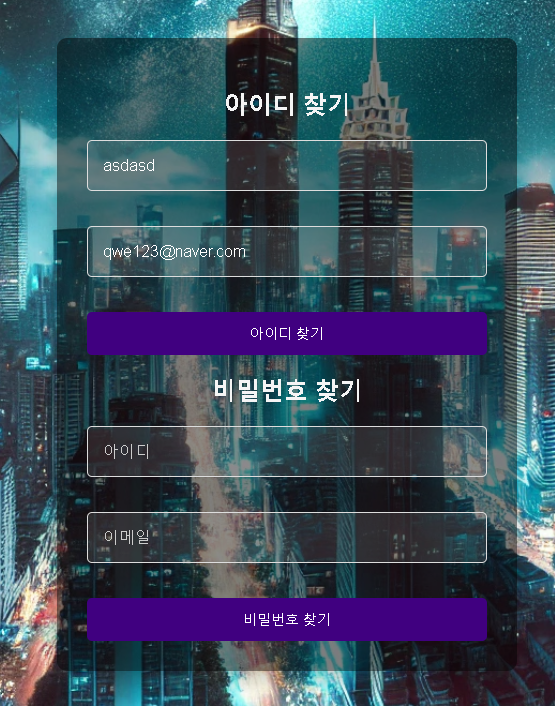 아이디 찾기
asdasd
qwe123@naver.com
아이디 찾기
비밀번호 찾기
아이디
이메일
비밀번호 찾기